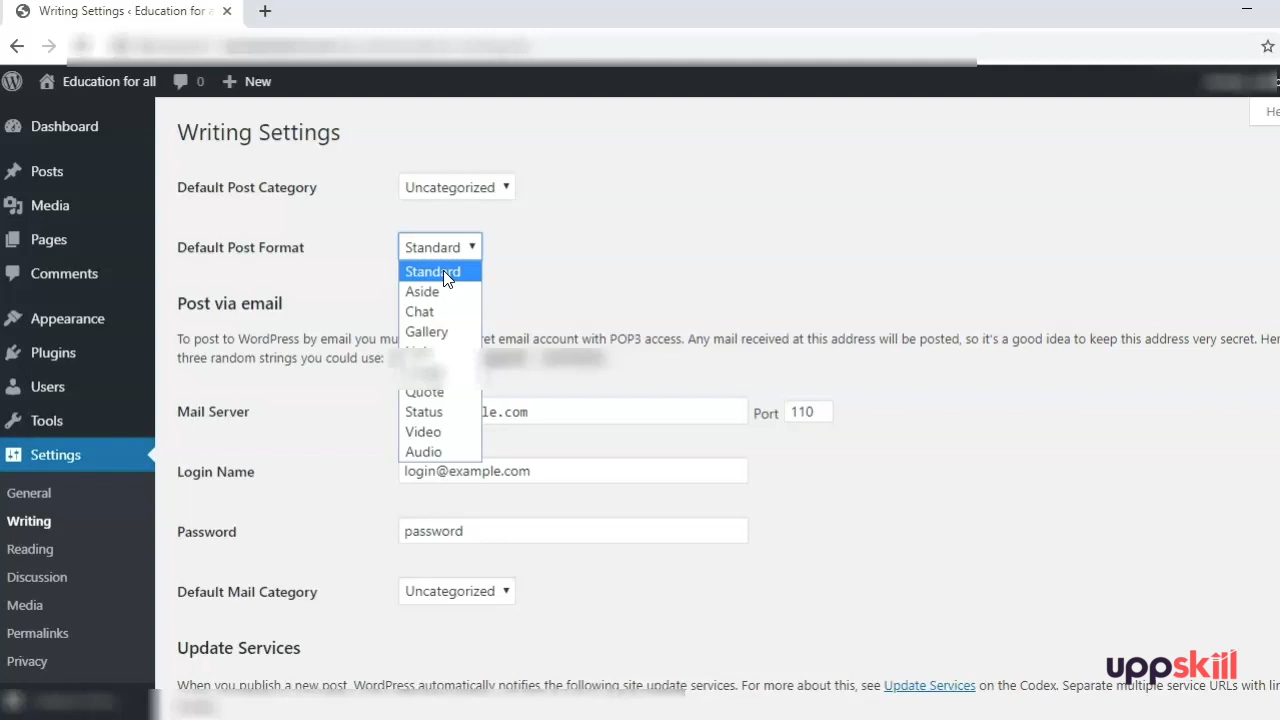 Writing Settings ‹ Education for a
Education for all 0 New
Dashboard
Posts
Media
Pages
Comments
Appearance
Plugins
Users
Tools
Settings
General
Writing
Reading
Discussion
Media
Permalinks
Privacy
He
Writing Settings
Default Post Category Uncategorized
Default Post Format Standard
Standard
Aside
Chat
Gallery
Quote
Status
Video
Audio
Post via email
To post to WordPress by email you mu ret email account with POP3 access. Any mail received at this address will be posted, so it's a good idea to keep this address very secret. Her
three random strings you could use:
Mail Server le.com Port 110
Login Name login@example.com
Password password
Default Mail Category Uncategorized
Update Services
When you publish a new post, WordPress automatically notifies the following site update services. For more about this, see Update Services on the Codex. Separate multiple service URLs with lin
uppskill